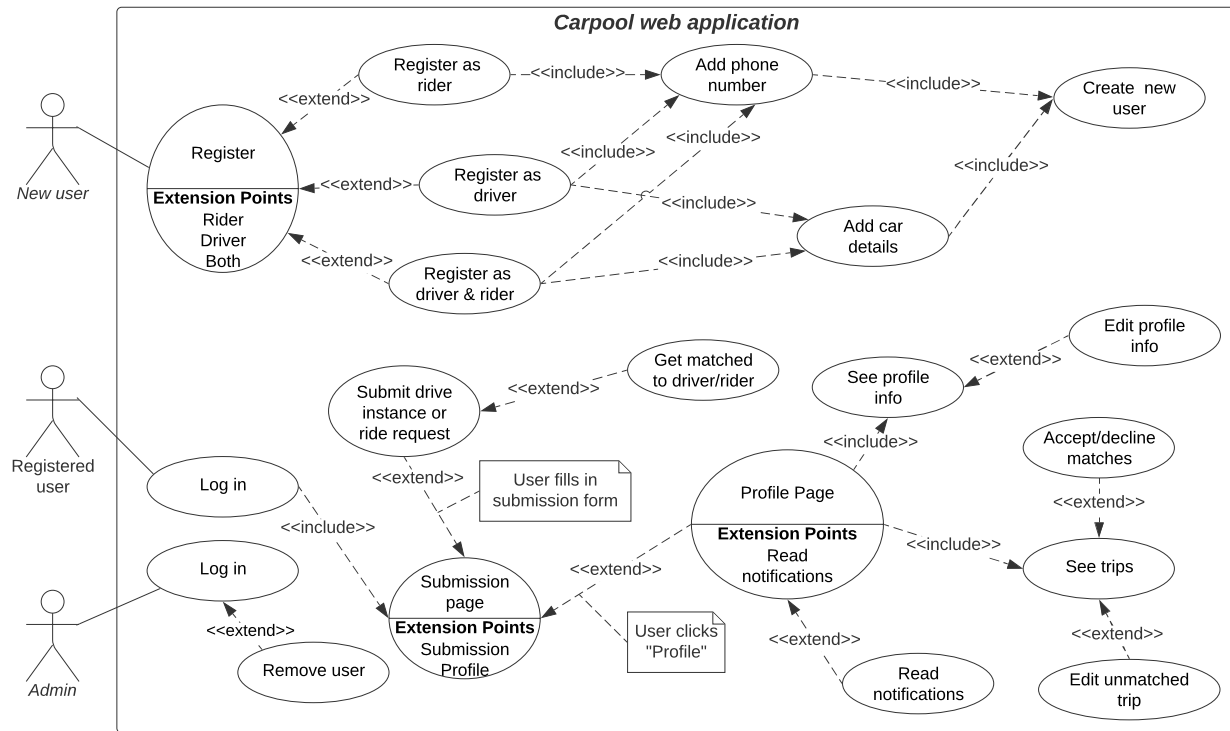 Carpool web application
Register as
rider
<<include>>
Add phone
number
<<include>>
Create  new
user
<<extend>>
New user
Register
Extension Points
Rider
Driver
Both
<<extend>>
Register as
driver
<<include>>
<<include>>
<<include>>
<<include>>
Add car
details
<<extend>>
Register as
driver & rider
<<include>>
Registered
user
Submit drive
instance or
ride request
<<extend>>
Get matched
to driver/rider
See profile
info
<<extend>>
Edit profile
info
Log in
<<include>>
<<extend>>
User fills in
submission form
<<include>>
Profile Page
Extension Points
Read
notifications
<<include>>
Accept/decline
matches
<<extend>>
See trips
Admin
Log in
<<extend>>
Remove user
Submission
page
Extension Points
Submission
Profile
<<extend>>
User clicks
"Profile"
<<extend>>
Read
notifications
<<extend>>
Edit unmatched
trip